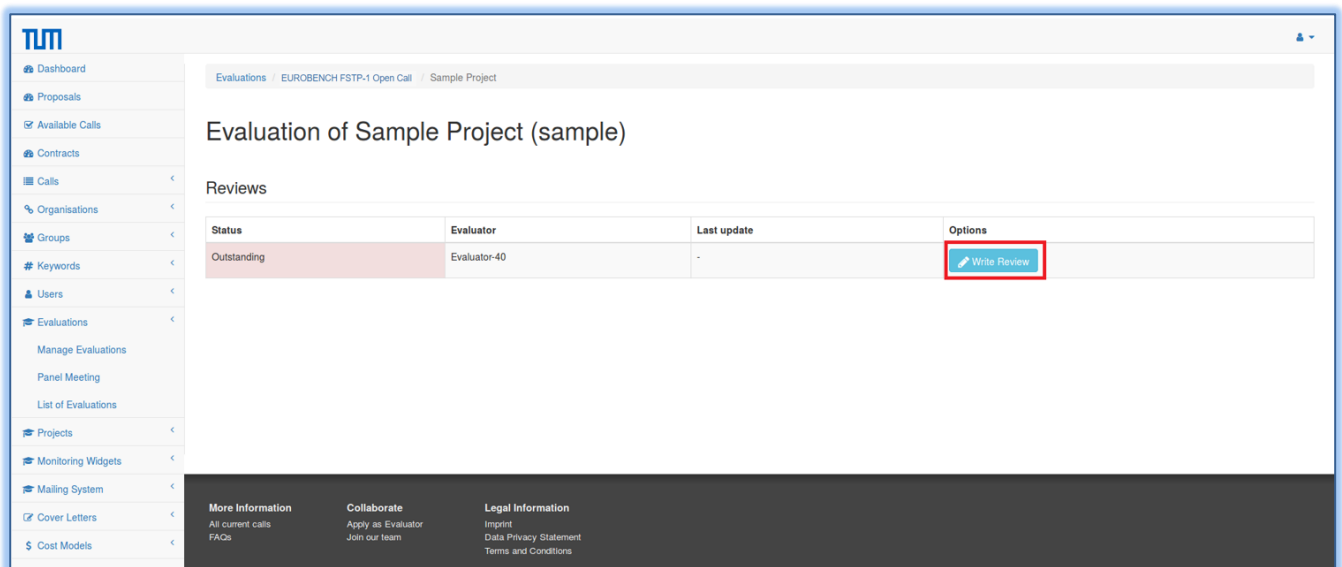 TUM
Dashboard
Proposals
Available Calls
Contracts
Calls
Organisations
Groups
# Keywords
Users
Evaluations
Manage Evaluations
Panel Meeting
List of Evaluations
Projects
Monitoring Widgets
Mailing System
Cover Letters
$ Cost Models
Evaluations / EUROBENCH FSTP-1 Open Call / Sample Project
Evaluation of Sample Project (sample)
Reviews
Status Evaluator Last update Options
Outstanding Evaluator-40 - Write Review
More Information
All current calls
FAQs
Collaborate
Apply as Evaluator
Join our team
Legal Information
Imprint
Data Privacy Statement
Terms and Conditions